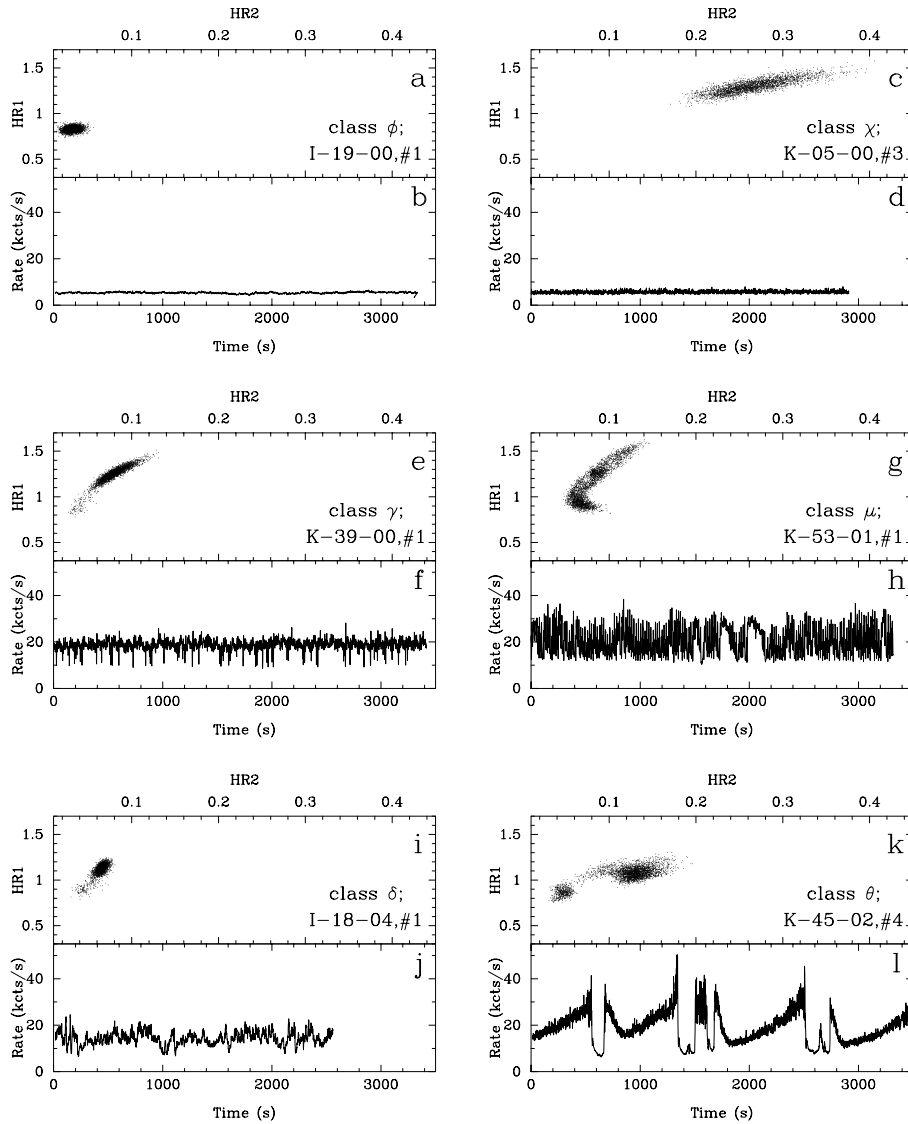 HR2
0.1 0.2 0.3 0.4
HR1
1.5
1
0.5
a
class φ;
I-19-00,#1
Rate (kcts/s)
40
20
0
b
0 1000 2000 3000
Time (s)
HR2
0.1 0.2 0.3 0.4
HR1
1.5
1
0.5
c
class χ;
K-05-00,#3
Rate (kcts/s)
40
20
0
d
0 1000 2000 3000
Time (s)
HR2
0.1 0.2 0.3 0.4
HR1
1.5
1
0.5
e
class γ;
K-39-00,#1
Rate (kcts/s)
40
20
0
f
0 1000 2000 3000
Time (s)
HR2
0.1 0.2 0.3 0.4
HR1
1.5
1
0.5
g
class μ;
K-53-01,#1
Rate (kcts/s)
40
20
0
h
0 1000 2000 3000
Time (s)
HR2
0.1 0.2 0.3 0.4
HR1
1.5
1
0.5
i
class δ;
I-18-04,#1
Rate (kcts/s)
40
20
0
j
0 1000 2000 3000
Time (s)
HR2
0.1 0.2 0.3 0.4
HR1
1.5
1
0.5
k
class θ;
K-45-02,#4
Rate (kcts/s)
40
20
0
l
0 1000 2000 3000
Time (s)